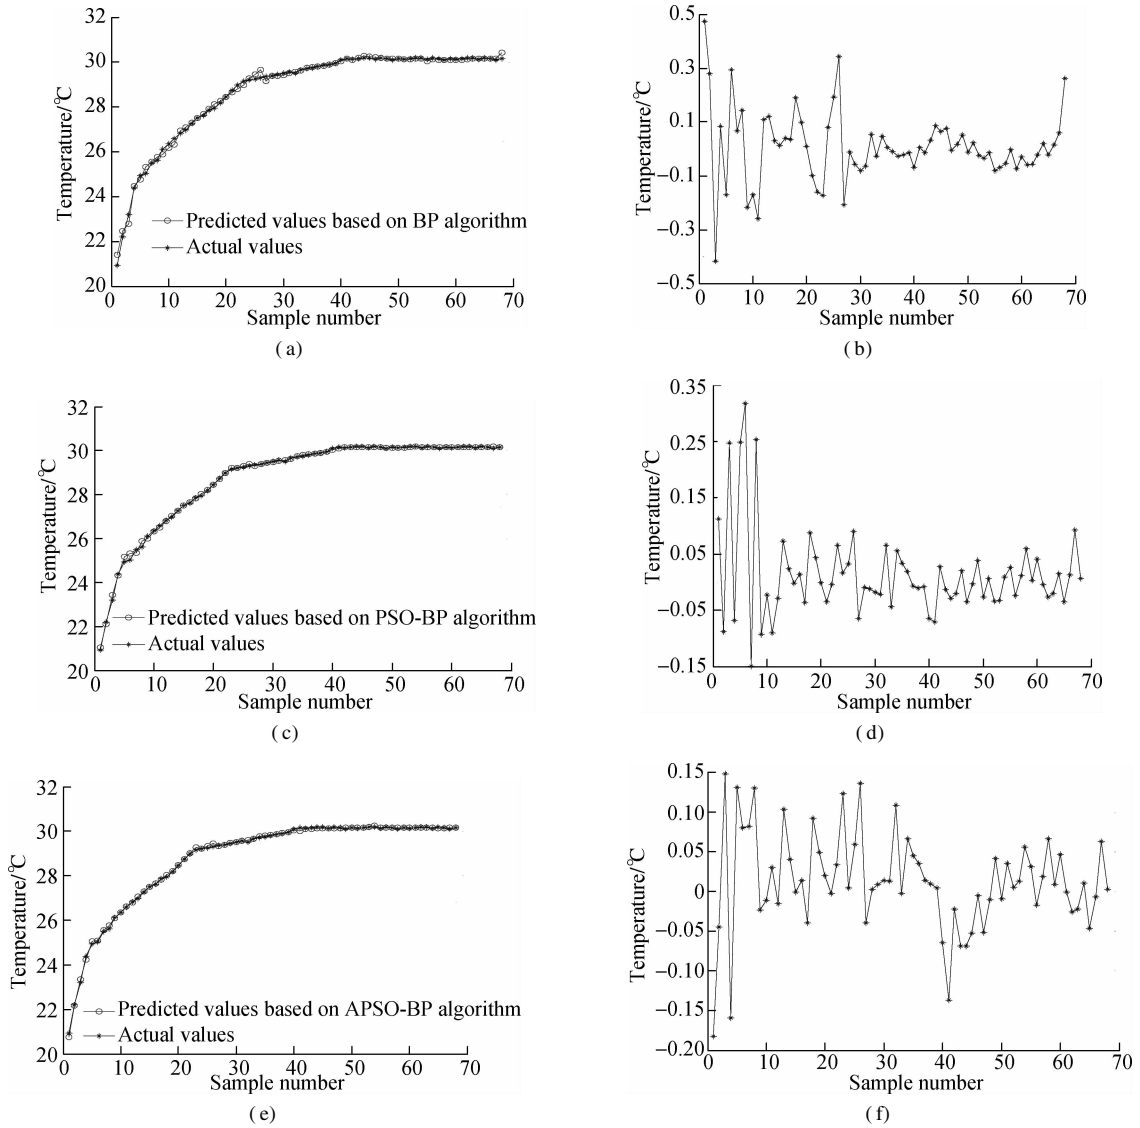 32
30
28
26
24
22
20
Temperature/℃
Predicted values based on BP algorithm
Actual values
0 10 20 30 40 50 60 70
Sample number
(a)
0.5
0.3
0.1
−0.1
−0.3
−0.5
Temperature/℃
0 10 20 30 40 50 60 70
Sample number
(b)
32
30
28
26
24
22
20
Temperature/℃
Predicted values based on PSO-BP algorithm
Actual values
0 10 20 30 40 50 60 70
Sample number
(c)
0.35
0.25
0.15
0.05
−0.05
−0.15
Temperature/℃
0 10 20 30 40 50 60 70
Sample number
(d)
32
30
28
26
24
22
20
Temperature/℃
Predicted values based on APSO-BP algorithm
Actual values
0 10 20 30 40 50 60 70
Sample number
(e)
0.15
0.10
0.05
0
−0.05
−0.10
−0.15
−0.20
Temperature/℃
0 10 20 30 40 50 60 70
Sample number
(f)